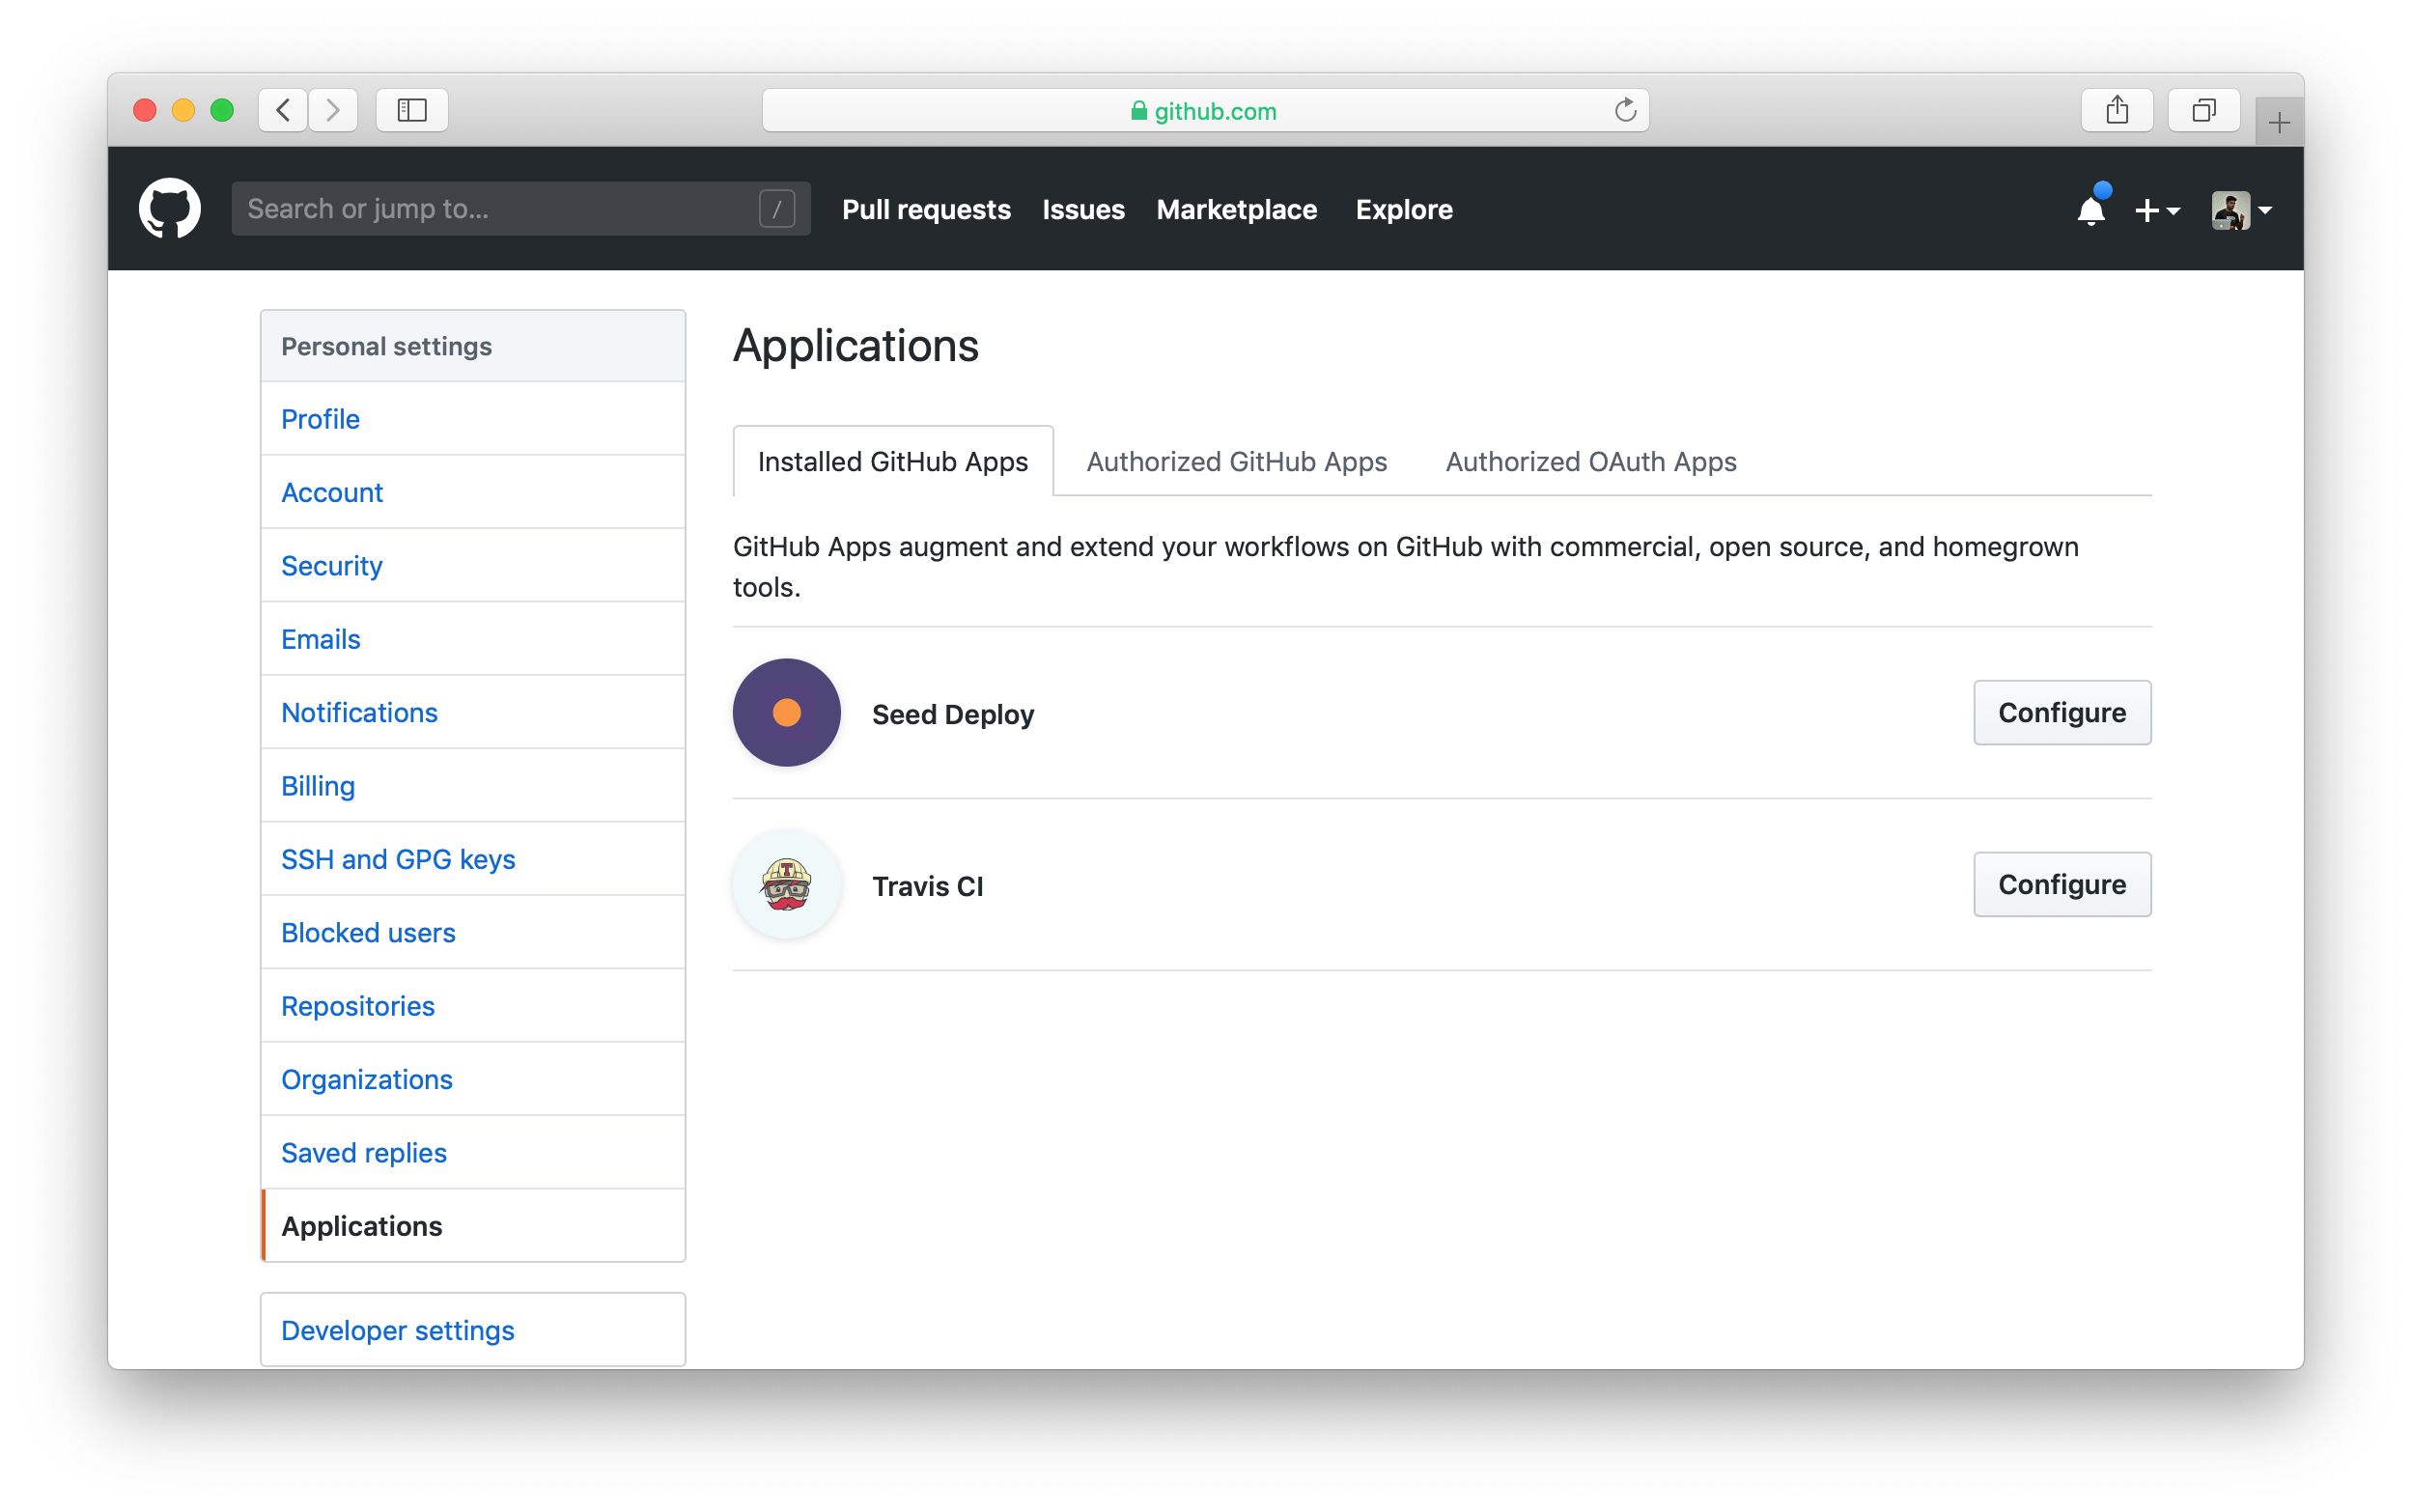 github.com
Search or jump to...
/
Pull requests
Issues
Marketplace
Explore
Personal settings
Profile
Account
Security
Emails
Notifications
Billing
SSH and GPG keys
Blocked users
Repositories
Organizations
Saved replies
Applications
Developer settings
Applications
Installed GitHub Apps
Authorized GitHub Apps
Authorized OAuth Apps
GitHub Apps augment and extend your workflows on GitHub with commercial, open source, and homegrown
tools.
Seed Deploy
Configure
T
Travis CI
Configure